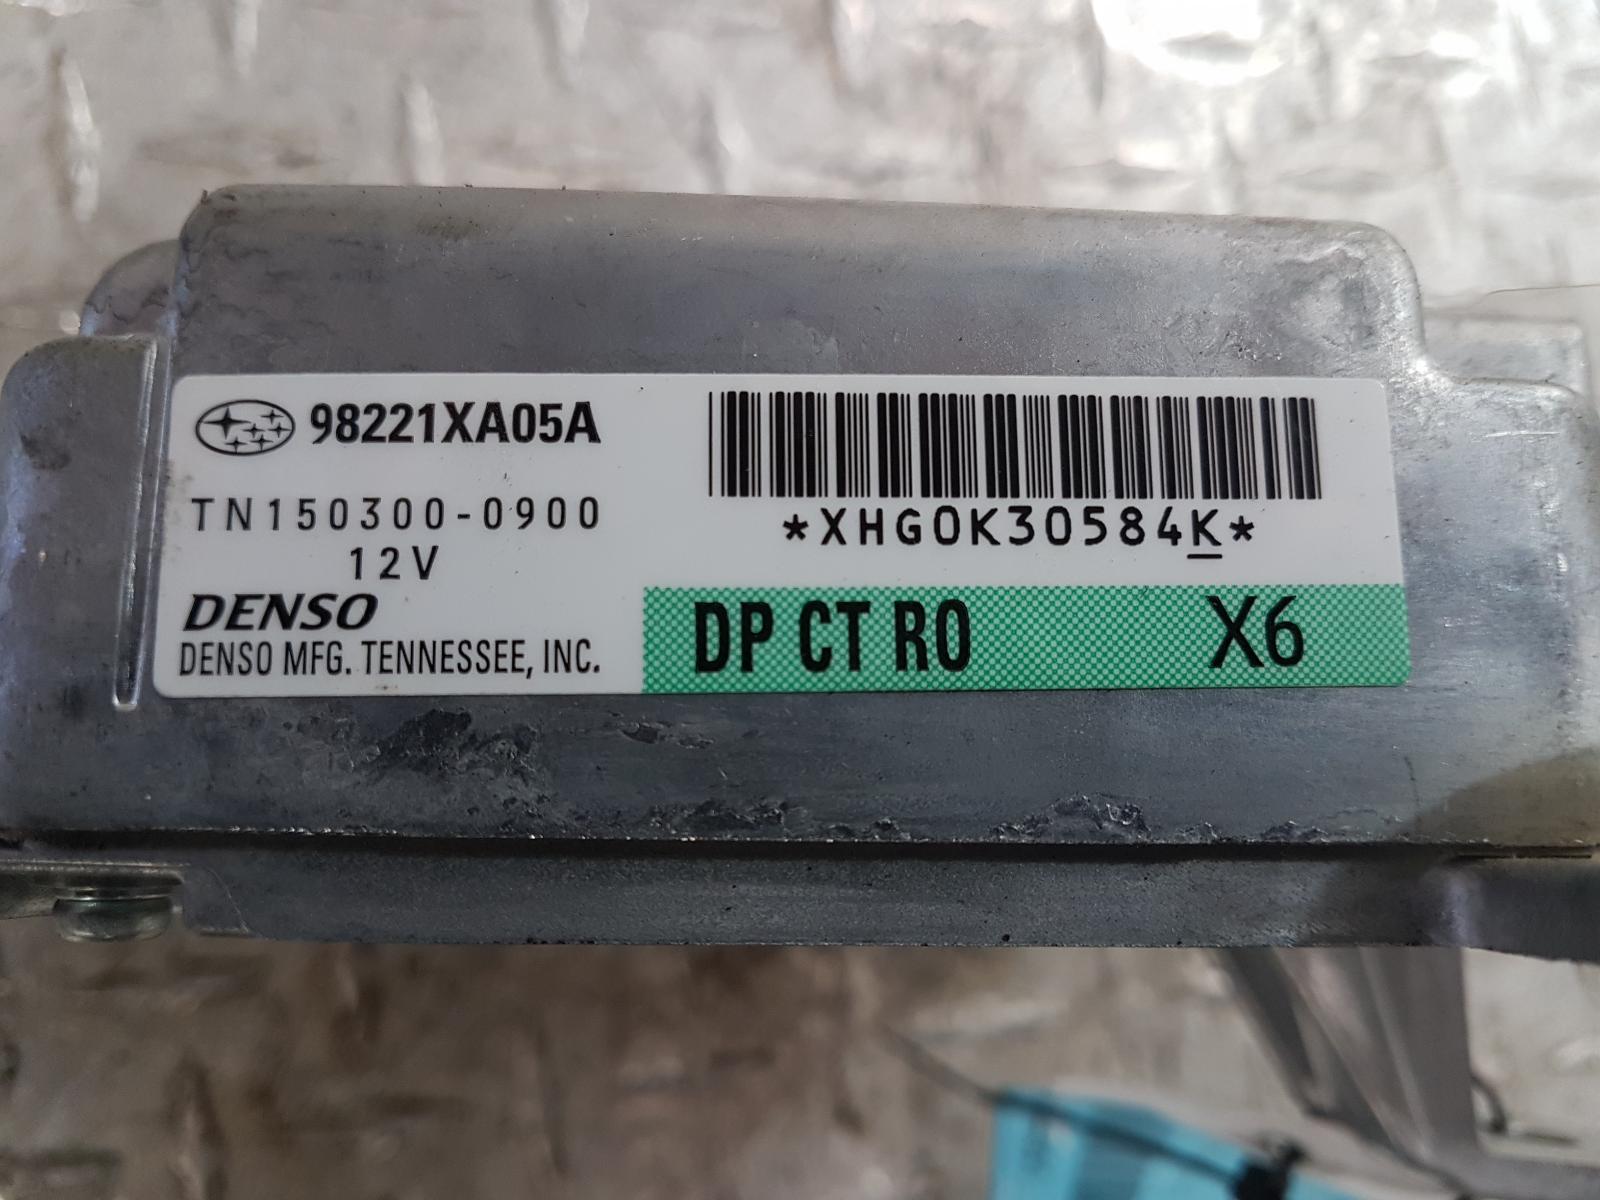 98221XA05A
TN150300-0900
12V
DENSO
DENSO MFG. TENNESSEE, INC.
*XHG0K30584K*
DP CT R0 X6